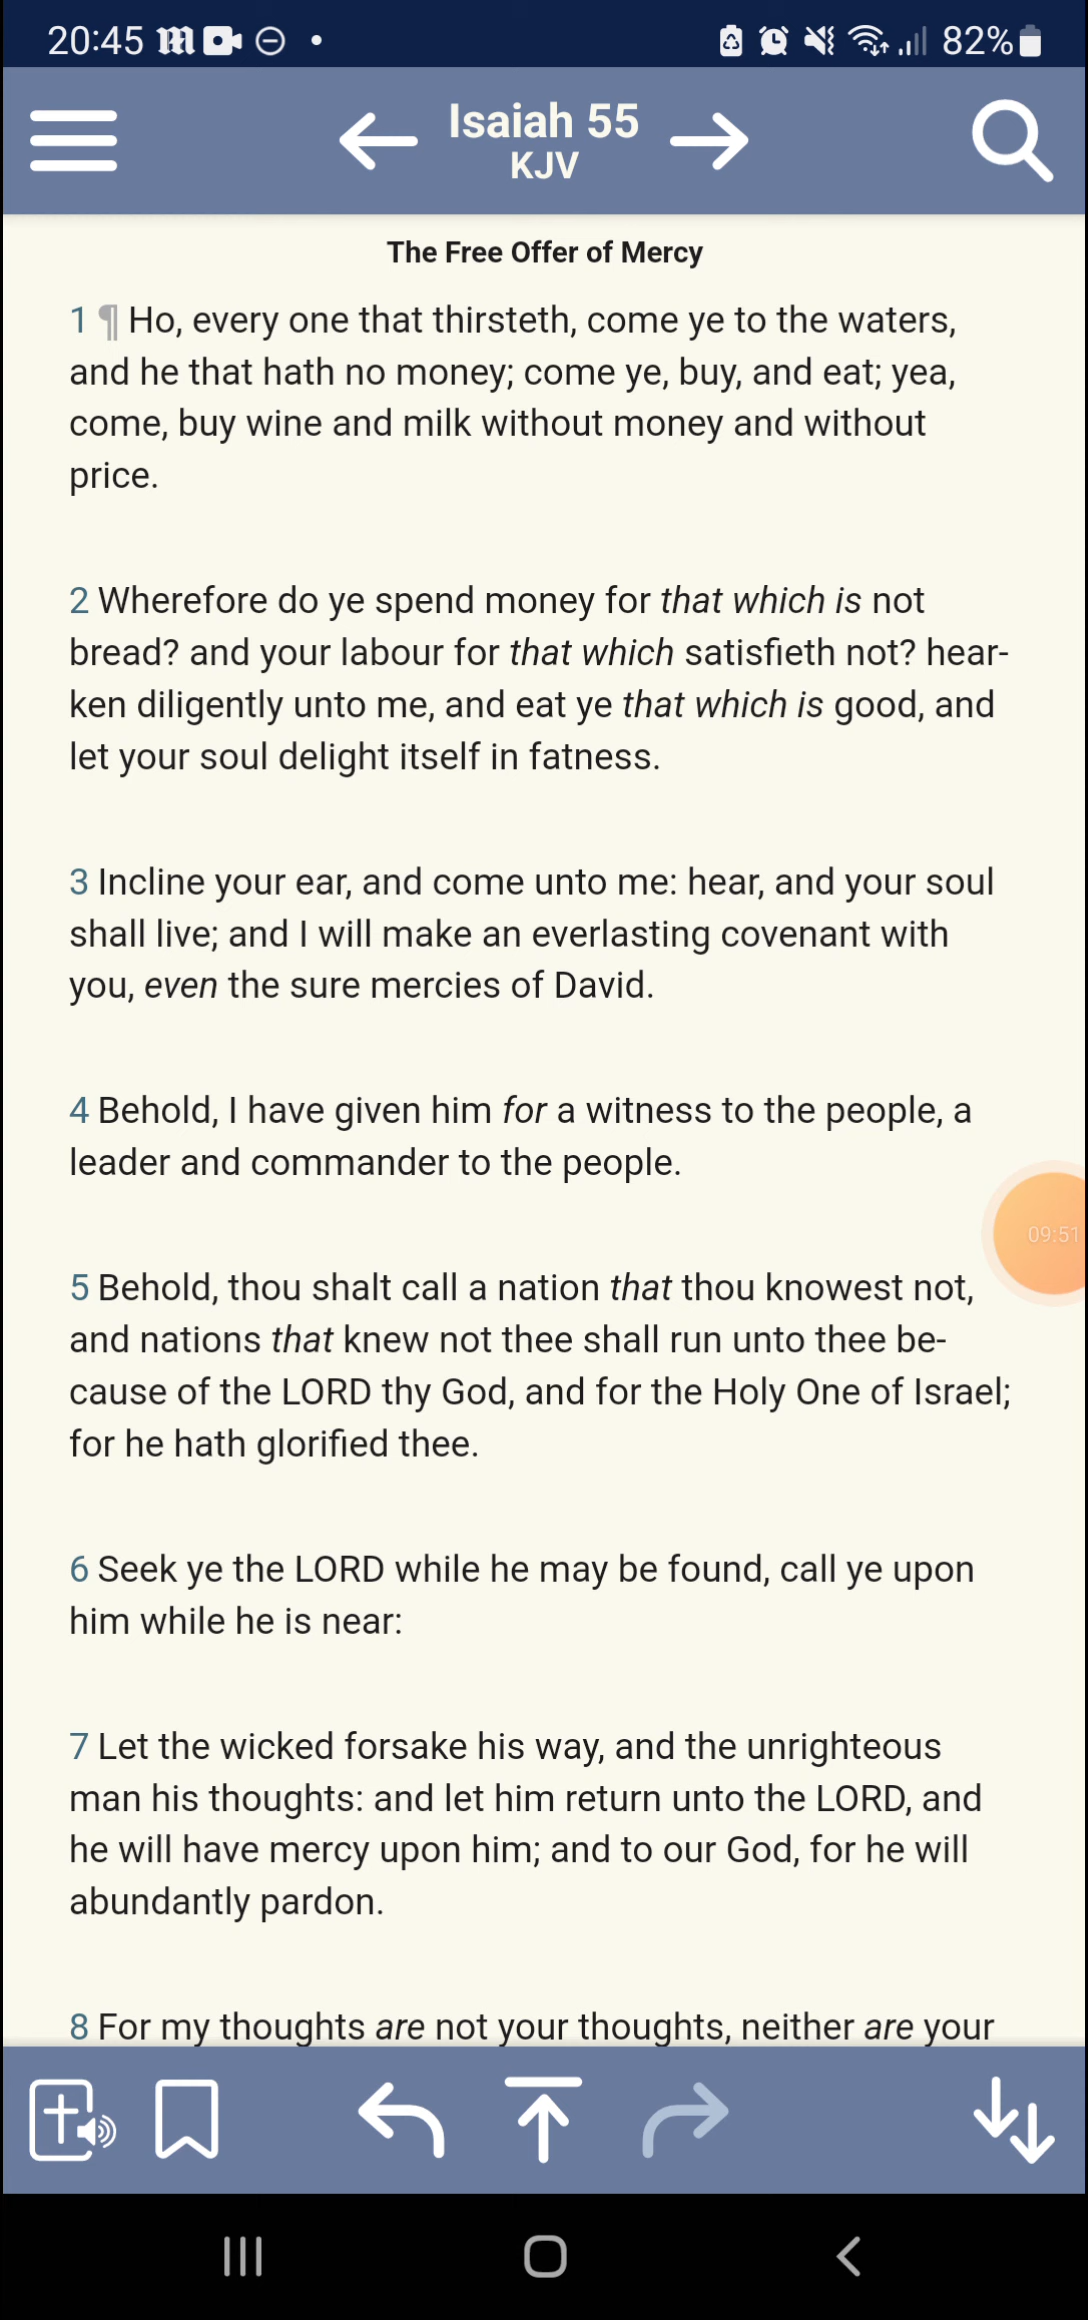 20:45
82%
Isaiah 55
KJV
The Free Offer of Mercy
1 ¶ Ho, every one that thirsteth, come ye to the waters,
and he that hath no money; come ye, buy, and eat; yea,
come, buy wine and milk without money and without
price.
2 Wherefore do ye spend money for that which is not
bread? and your labour for that which satisfieth not? hear-
ken diligently unto me, and eat ye that which is good, and
let your soul delight itself in fatness.
3 Incline your ear, and come unto me: hear, and your soul
shall live; and I will make an everlasting covenant with
you, even the sure mercies of David.
4 Behold, I have given him for a witness to the people, a
leader and commander to the people.
09:51
5 Behold, thou shalt call a nation that thou knowest not,
and nations that knew not thee shall run unto thee be-
cause of the LORD thy God, and for the Holy One of Israel;
for he hath glorified thee.
6 Seek ye the LORD while he may be found, call ye upon
him while he is near:
7 Let the wicked forsake his way, and the unrighteous
man his thoughts: and let him return unto the LORD, and
he will have mercy upon him; and to our God, for he will
abundantly pardon.
8 For my thoughts are not your thoughts, neither are your